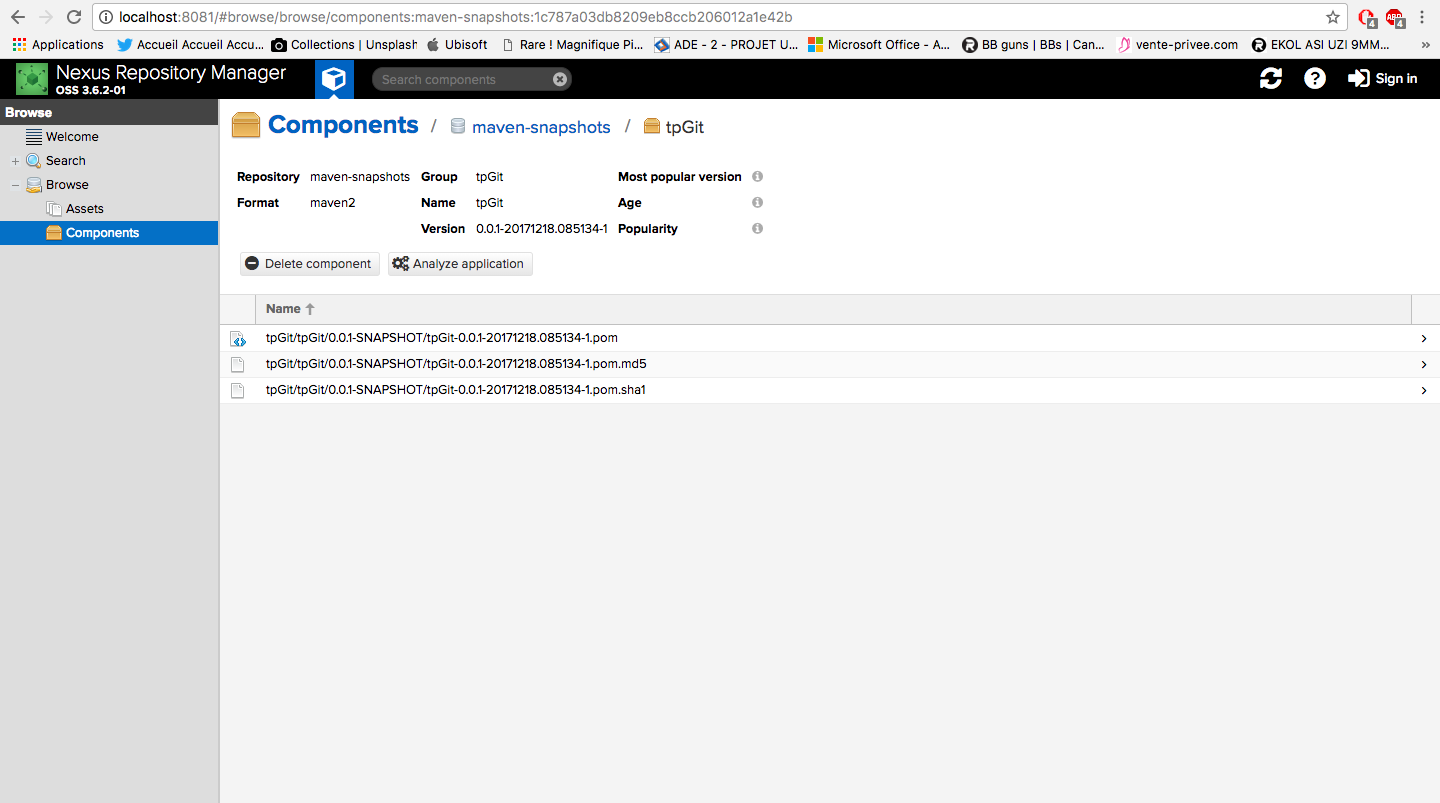 localhost:8081/#browse/browse/components:maven-snapshots:1c787a03db8209eb8ccb206012a1e42b
4 ABP 4
Applications Accueil Accueil Accu... Collections | Unsplash Ubisoft Rare ! Magnifique Pi... ADE - 2 - PROJET U... Microsoft Office - A... BB guns | BBs | Can... vente-privee.com EKOL ASI UZI 9MM... »
Nexus Repository Manager
OSS 3.6.2-01
Search components
Sign in
Browse
Welcome
Search
Browse
Assets
Components
Components / maven-snapshots / tpGit
Repository maven-snapshots Group tpGit Most popular version
Format maven2 Name tpGit Age
Version 0.0.1-20171218.085134-1 Popularity
Delete component Analyze application
Name
tpGit/tpGit/0.0.1-SNAPSHOT/tpGit-0.0.1-20171218.085134-1.pom
tpGit/tpGit/0.0.1-SNAPSHOT/tpGit-0.0.1-20171218.085134-1.pom.md5
tpGit/tpGit/0.0.1-SNAPSHOT/tpGit-0.0.1-20171218.085134-1.pom.sha1